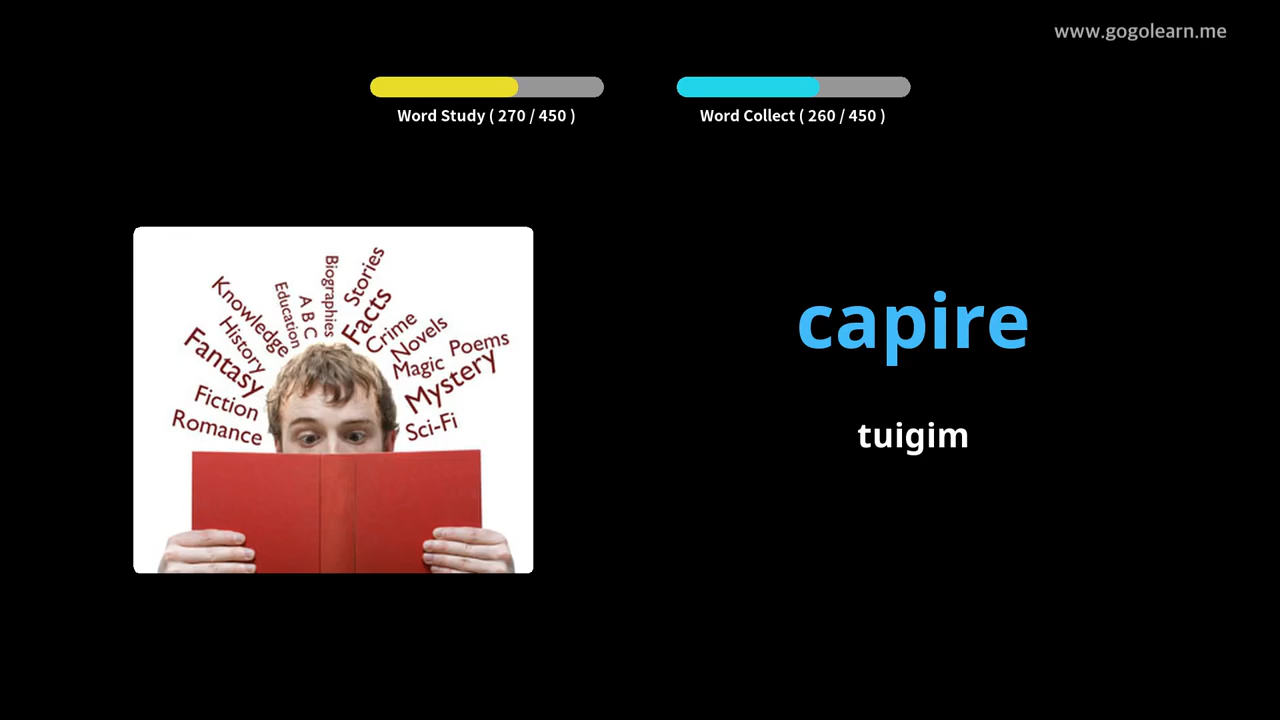 www.gogolearn.me
Word Study ( 270 / 450 )
Word Collect ( 260 / 450 )
Biographies
Stories
Education
A B C
Facts
Knowledge
Crime
History
Novels
Poems
Fantasy
Magic
Mystery
Fiction
Sci-Fi
Romance
capire
tuigim